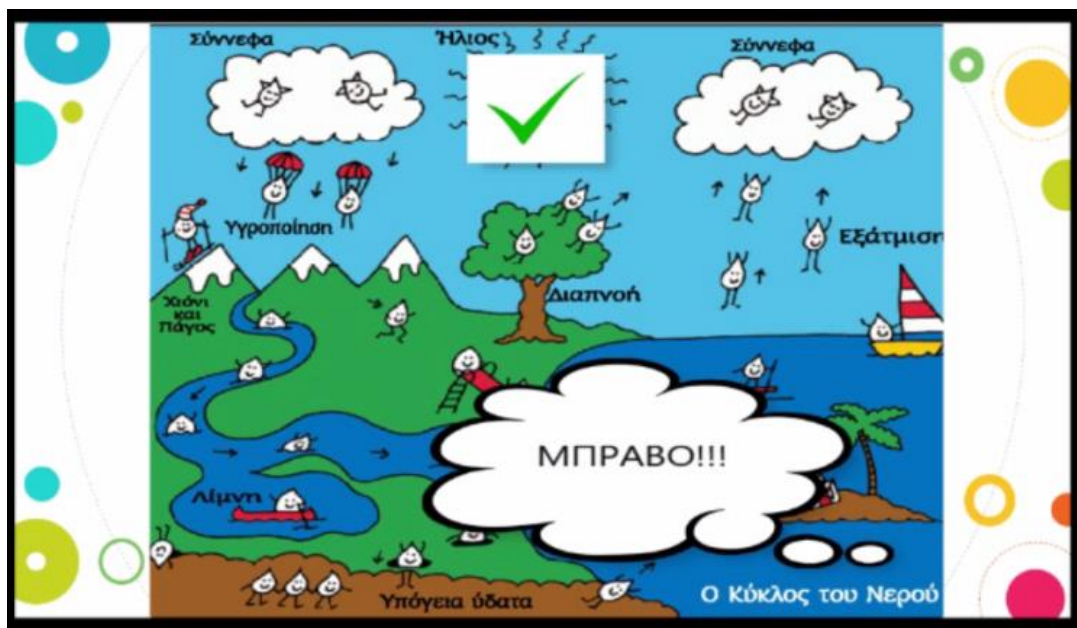 Σύννεφα
Ήλιος
Σύννεφα
Υγροποίηση
Εξάτμιση
Χιόνι
και
Πάγος
Διαπνοή
ΜΠΡΑΒΟ!!!
Λίμνη
Υπόγεια ύδατα
Ο Κύκλος του Νερού